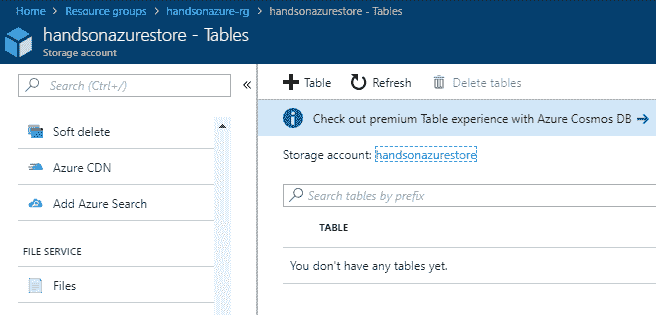 Home > Resource groups > handsonazure-rg > handsonazurestore - Tables
handsonazurestore - Tables
Storage account
Search (Ctrl+/)
«
Soft delete
Azure CDN
Add Azure Search
FILE SERVICE
Files
+ Table
Refresh
Delete tables
Check out premium Table experience with Azure Cosmos DB →
Storage account: handsonazurestore
Search tables by prefix
TABLE
You don't have any tables yet.